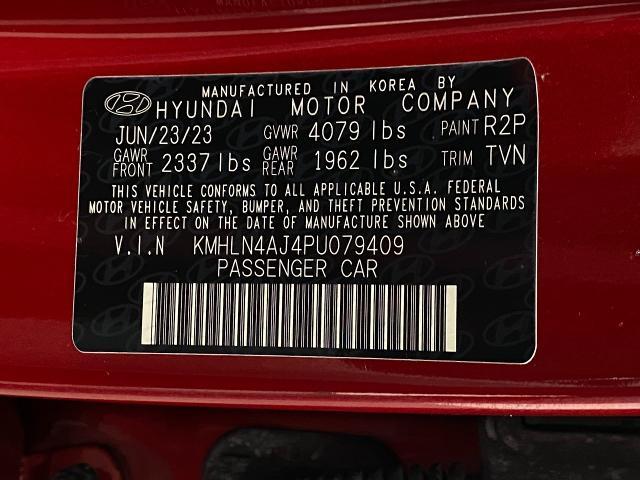 MANUFACTURED IN KOREA BY
HYUNDAI MOTOR COMPANY
JUN/23/23 GVWR 4079 lbs PAINT R2P
GAWR FRONT 2337 lbs GAWR REAR 1962 lbs TRIM TVN
THIS VEHICLE CONFORMS TO ALL APPLICABLE U.S.A. FEDERAL
MOTOR VEHICLE SAFETY, BUMPER, AND THEFT PREVENTION STANDARDS
IN EFFECT ON THE DATE OF MANUFACTURE SHOWN ABOVE
V.I.N KMHLN4AJ4PU079409
PASSENGER CAR